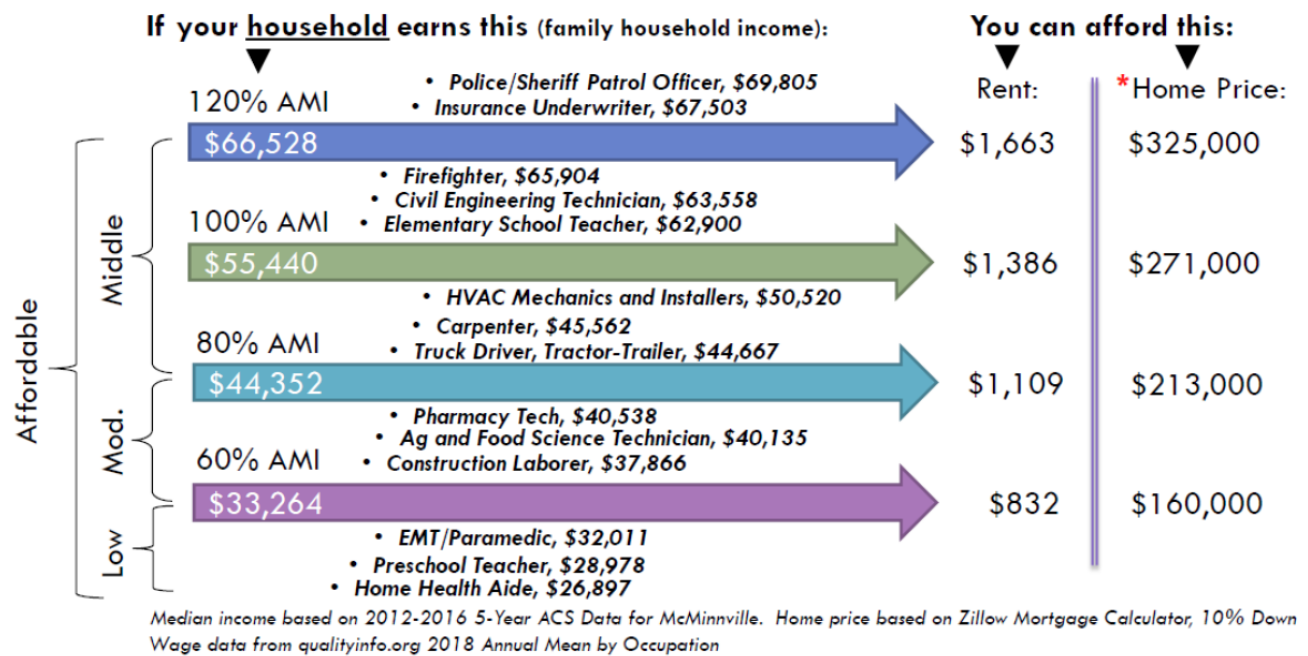 If your household earns this (family household income):
You can afford this:
Rent:
*Home Price:
• Police/Sheriff Patrol Officer, $69,805
120% AMI
• Insurance Underwriter, $67,503
$66,528
$1,663
$325,000
• Firefighter, $65,904
• Civil Engineering Technician, $63,558
100% AMI
• Elementary School Teacher, $62,900
$55,440
$1,386
$271,000
• HVAC Mechanics and Installers, $50,520
• Carpenter, $45,562
80% AMI
• Truck Driver, Tractor-Trailer, $44,667
$44,352
$1,109
$213,000
• Pharmacy Tech, $40,538
• Ag and Food Science Technician, $40,135
60% AMI
• Construction Laborer, $37,866
$33,264
$832
$160,000
• EMT/Paramedic, $32,011
• Preschool Teacher, $28,978
• Home Health Aide, $26,897
Affordable
Middle
Mod.
Low
Median income based on 2012-2016 5-Year ACS Data for McMinnville. Home price based on Zillow Mortgage Calculator, 10% Down
Wage data from qualityinfo.org 2018 Annual Mean by Occupation